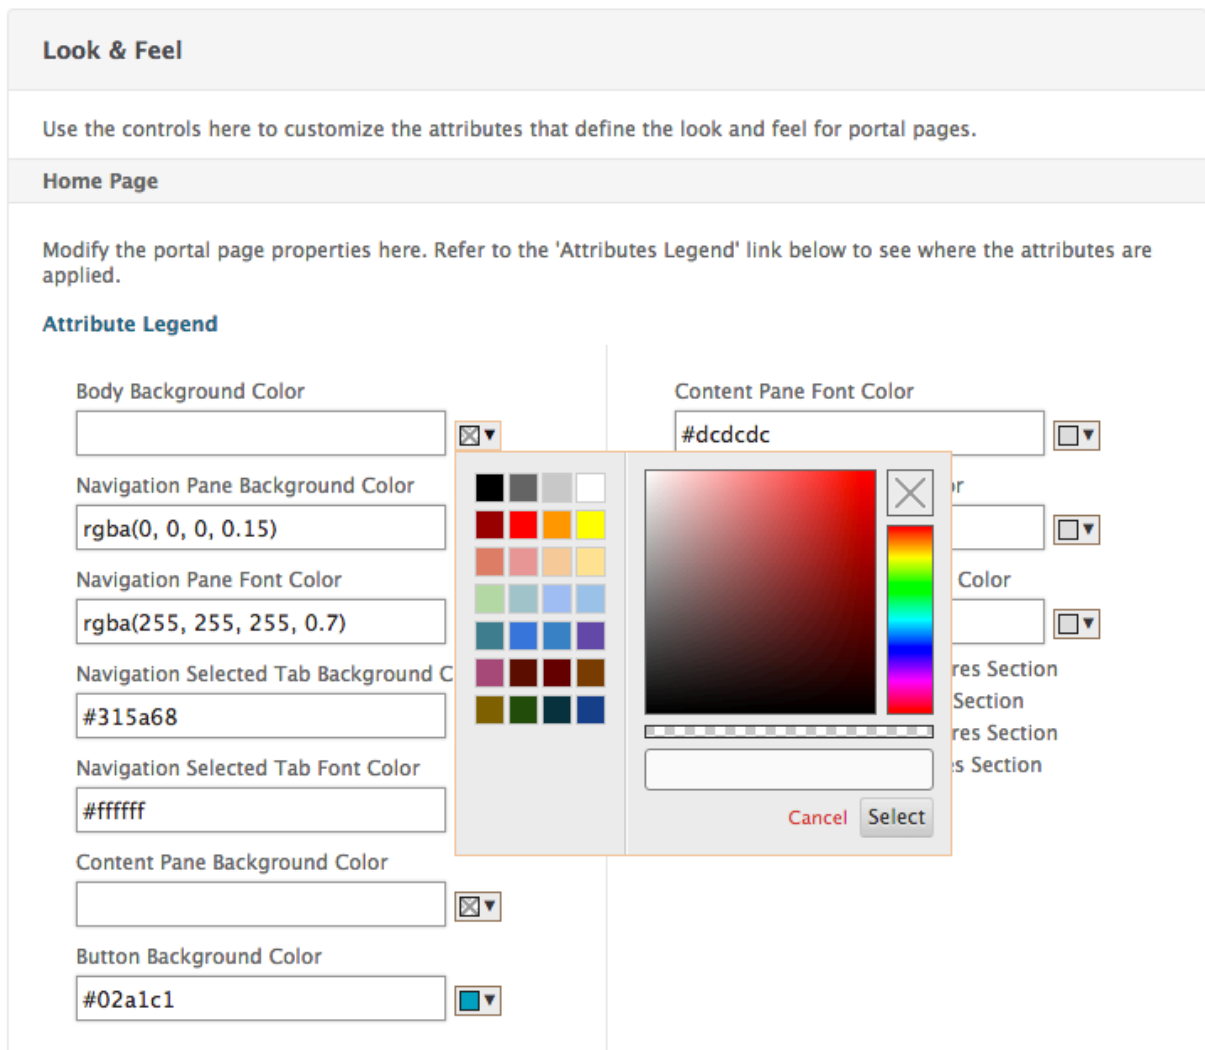 Look & Feel
Use the controls here to customize the attributes that define the look and feel for portal pages.
Home Page
Modify the portal page properties here. Refer to the 'Attributes Legend' link below to see where the attributes are
applied.
Attribute Legend
Body Background Color
Navigation Pane Background Color
rgba(0, 0, 0, 0.15)
Navigation Pane Font Color
rgba(255, 255, 255, 0.7)
Navigation Selected Tab Background
#315a68
Navigation Selected Tab Font Color
#ffffff
Content Pane Background Color
Button Background Color
#02a1c1
Content Pane Font Color
#dcdcdc
Color
Section
Section
Section
Section
Cancel
Select